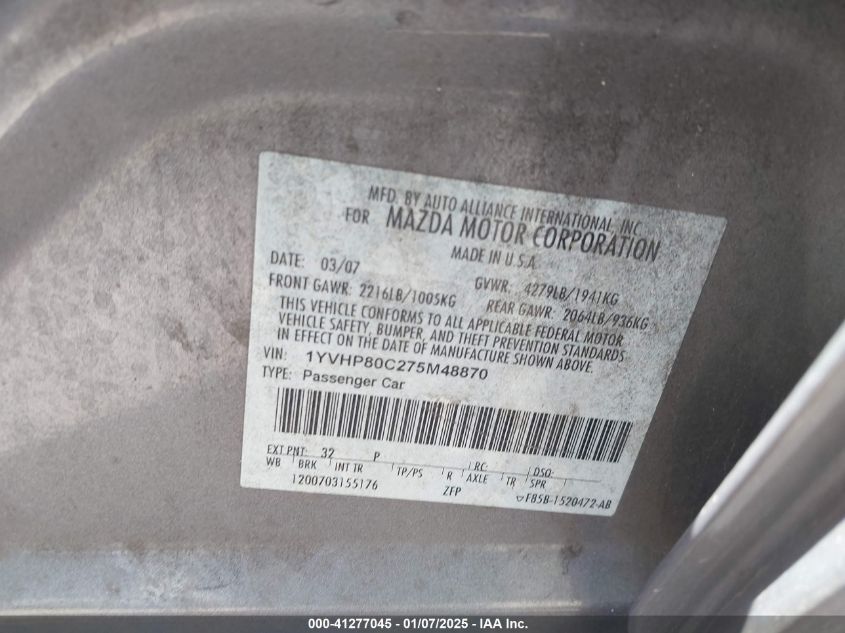 MFD. BY AUTO ALLIANCE INTERNATIONAL INC.
FOR MAZDA MOTOR CORPORATION
MADE IN U.S.A.
DATE: 03/07 GVWR: 4279LB/1941KG
FRONT GAWR: 2216LB/1005KG REAR GAWR: 2064LB/936KG
THIS VEHICLE CONFORMS TO ALL APPLICABLE FEDERAL MOTOR
VEHICLE SAFETY, BUMPER, AND THEFT PREVENTION STANDARDS
IN EFFECT ON THE DATE OF MANUFACTURE SHOWN ABOVE.
VIN: 1YVHP80C275M48870
TYPE: Passenger Car
EXT PNT: 32 P RC: DSO:
WB BRK INT TR TP/PS R AXLE TR SPR
1200703155176 ZFP F85B-1520472-AB
000-41277045 — 01/07/2025 — Copyright © 2025 IAA, Inc.